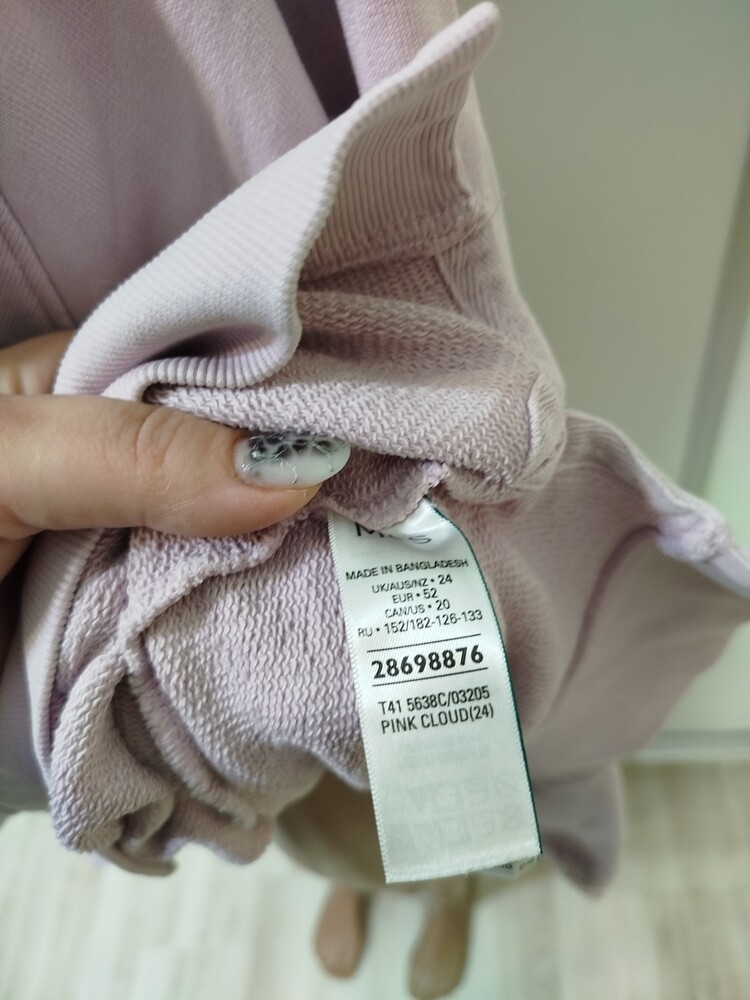 MADE IN BANGLADESH
UK/AUS/NZ • 24
EUR • 52
CAN/US • 20
RU • 152/182-126-133
28698876
T41 5638C/03205
PINK CLOUD(24)